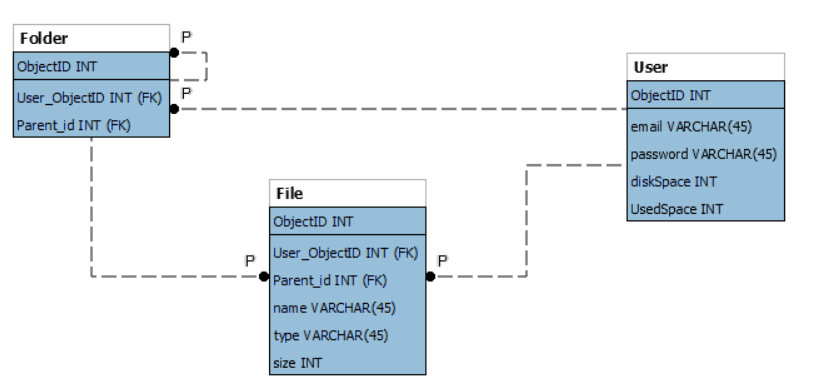 Folder
ObjectID INT
User_ObjectID INT (FK)
Parent_id INT (FK)
P
P
User
ObjectID INT
email VARCHAR(45)
password VARCHAR(45)
diskSpace INT
UsedSpace INT
File
ObjectID INT
User_ObjectID INT (FK)
Parent_id INT (FK)
name VARCHAR(45)
type VARCHAR(45)
size INT
P
P